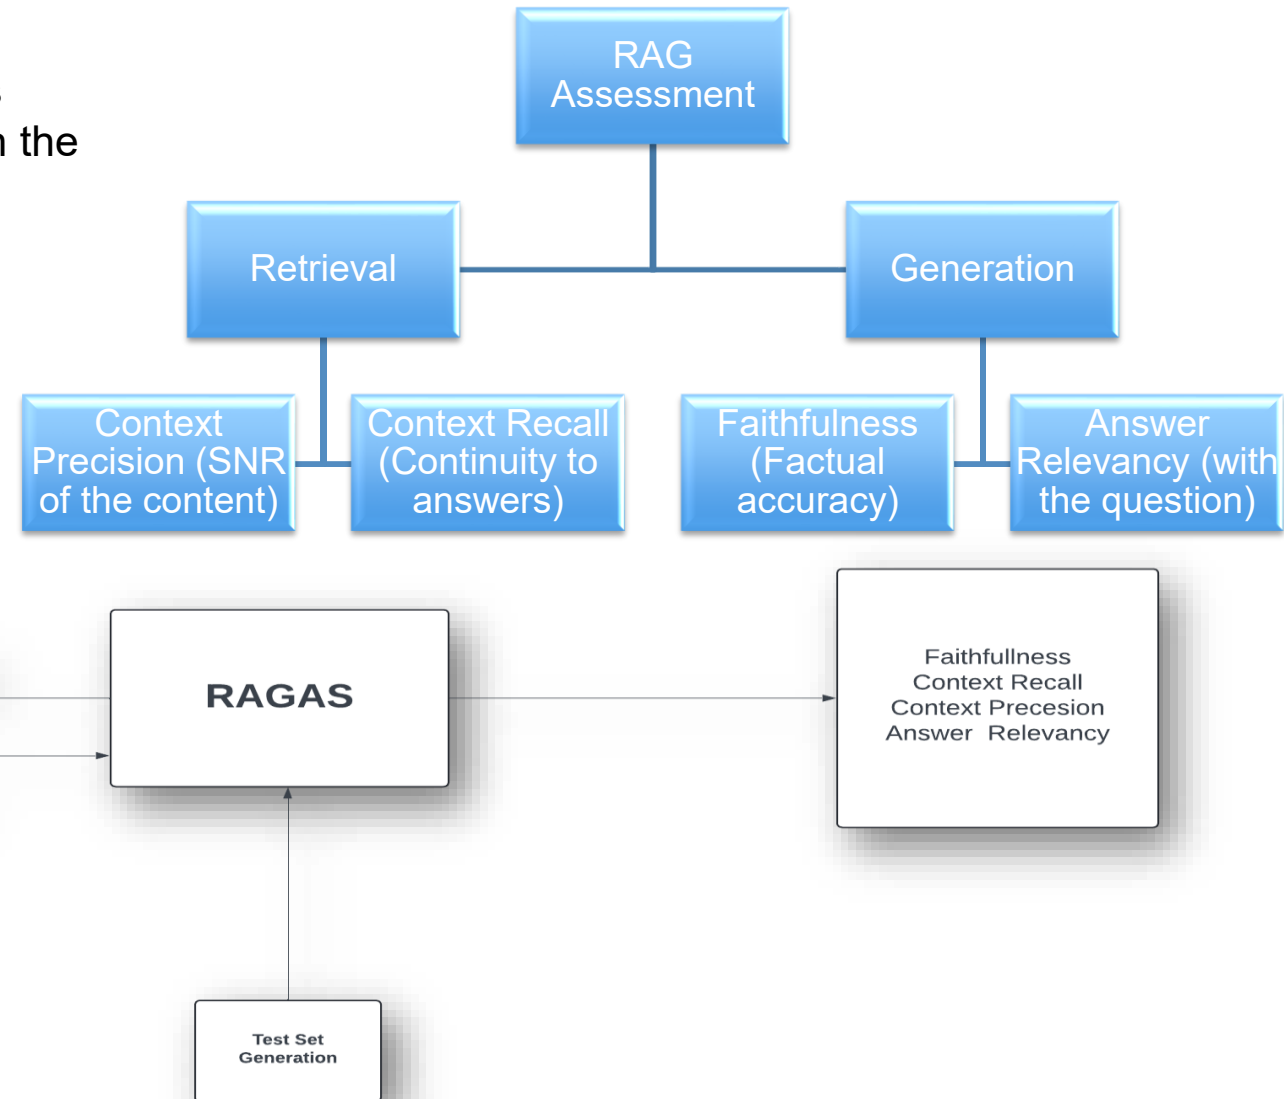 n the
RAG
Assessment
Retrieval
Generation
Context
Precision (SNR
of the content)
Context Recall
(Continuity to
answers)
Faithfulness
(Factual
accuracy)
Answer
Relevancy (with
the question)
RAGAS
Faithfullness
Context Recall
Context Precesion
Answer Relevancy
Test Set
Generation